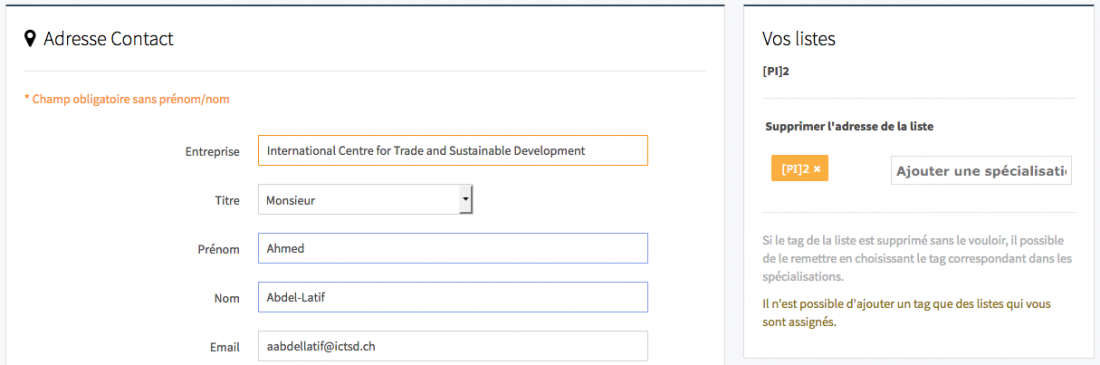 Adresse Contact
* Champ obligatoire sans prénom/nom
Entreprise International Centre for Trade and Sustainable Development
Titre Monsieur
Prénom Ahmed
Nom Abdel-Latif
Email aabdellatif@ictsd.ch
Vos listes
[PI]2
Supprimer l'adresse de la liste
[PI]2 × Ajouter une spécialisati
Si le tag de la liste est supprimé sans le vouloir, il possible
de le remettre en choisissant le tag correspondant dans les
spécialisations.
Il n'est possible d'ajouter un tag que des listes qui vous
sont assignés.